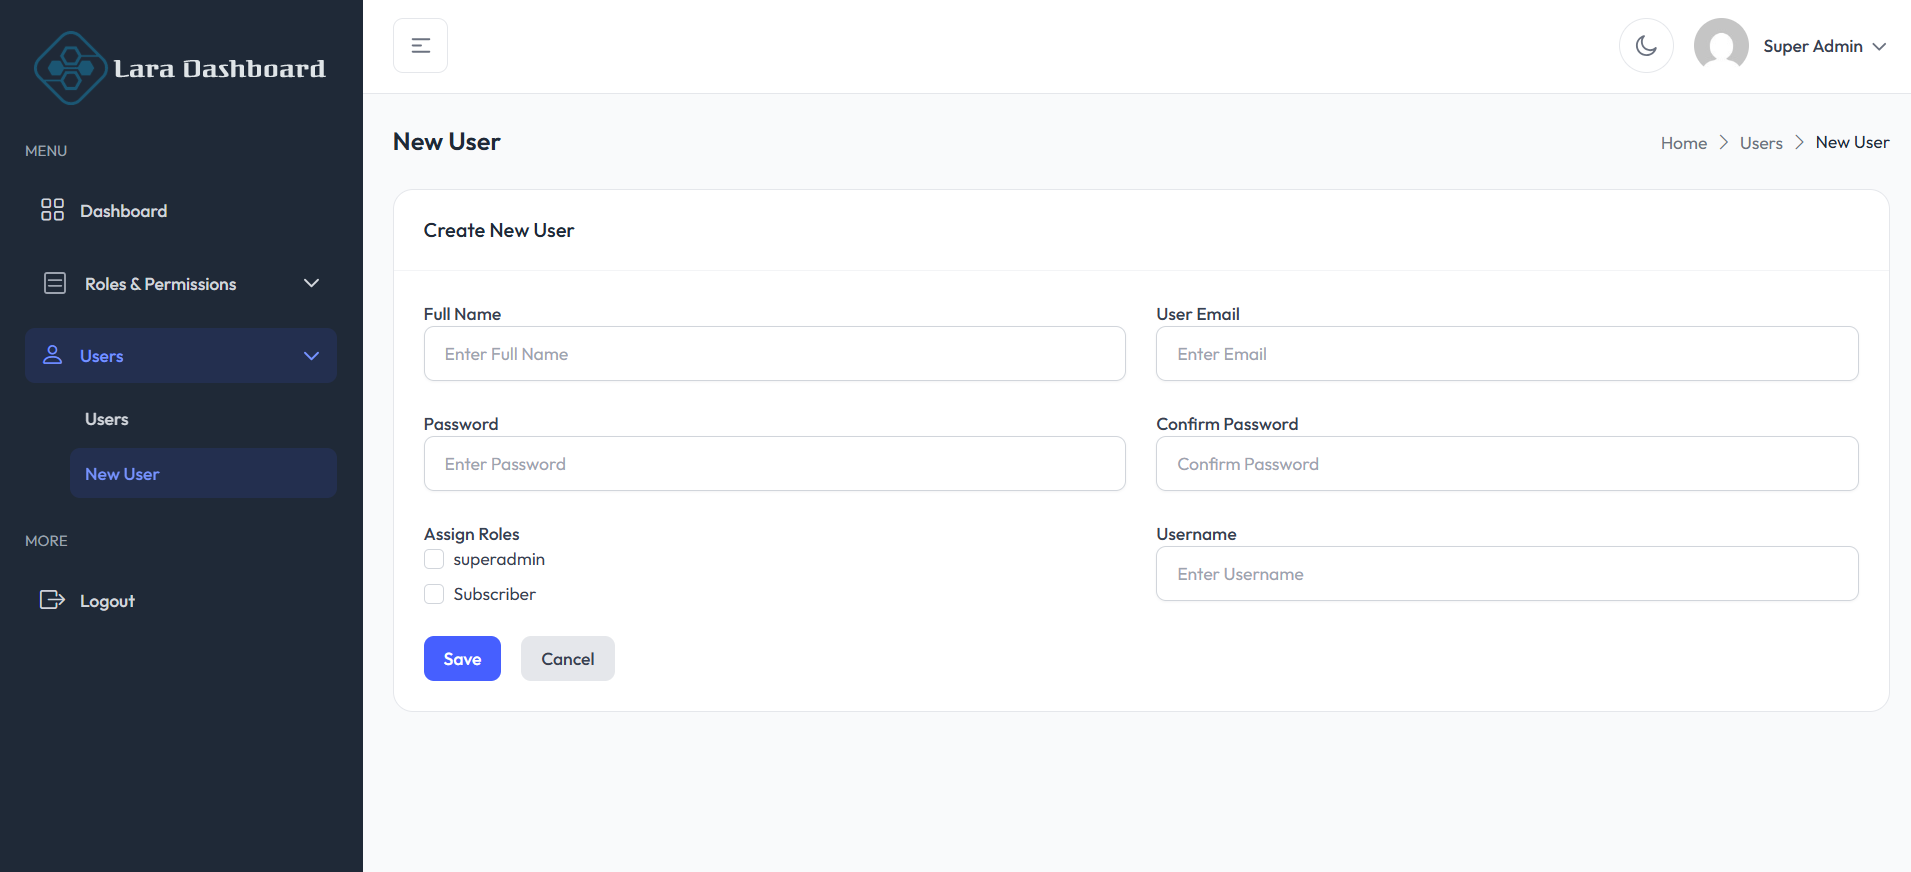 Lara Dashboard
MENU
Dashboard
Roles & Permissions
Users
Users
New User
MORE
Logout
Super Admin
New User
Home > Users > New User
Create New User
Full Name
Enter Full Name
User Email
Enter Email
Password
Enter Password
Confirm Password
Confirm Password
Assign Roles
superadmin
Subscriber
Username
Enter Username
Save
Cancel